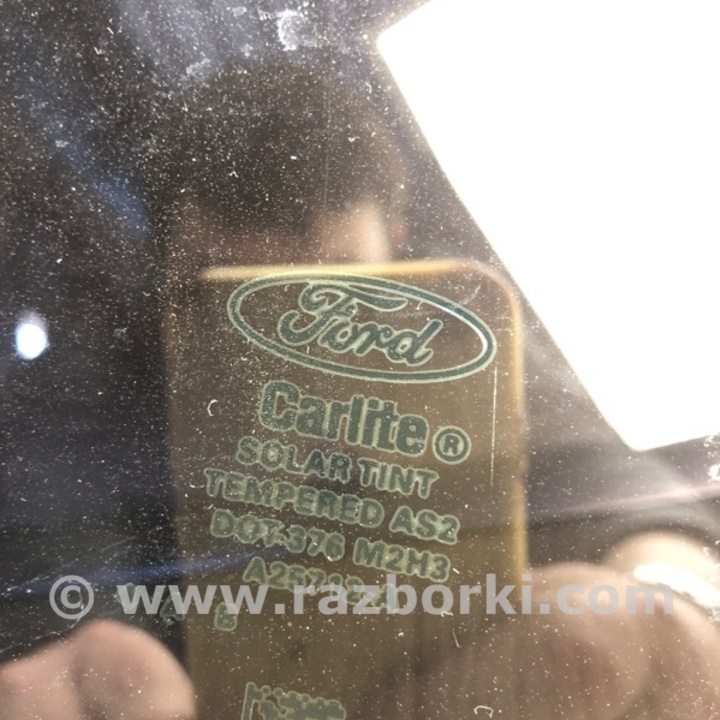 Ford
Carlite®
SOLAR TINT
TEMPERED AS2
DOT-376 M2H3
© www.razborki.com